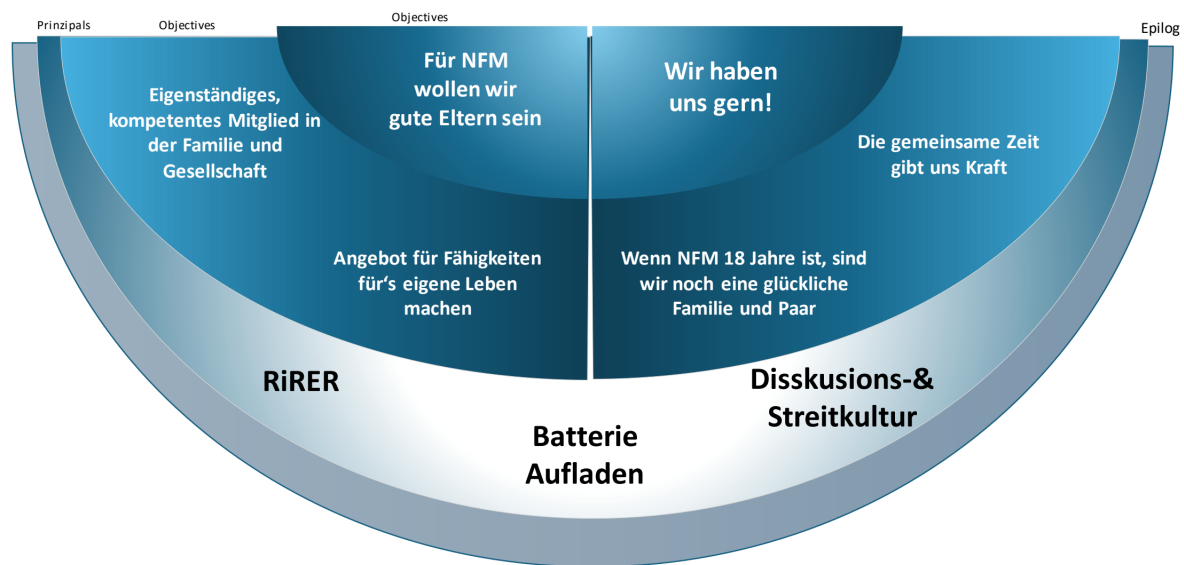 Prinzipals
Objectives
Objectives
Epilog
Für NFM
wollen wir
gute Eltern sein
Wir haben
uns gern!
Eigenständiges,
kompetentes Mitglied in
der Familie und
Gesellschaft
Die gemeinsame Zeit
gibt uns Kraft
Angebot für Fähigkeiten
für‘s eigene Leben
machen
Wenn NFM 18 Jahre ist, sind
wir noch eine glückliche
Familie und Paar
RiRER
Disskusions-&
Streitkultur
Batterie
Aufladen